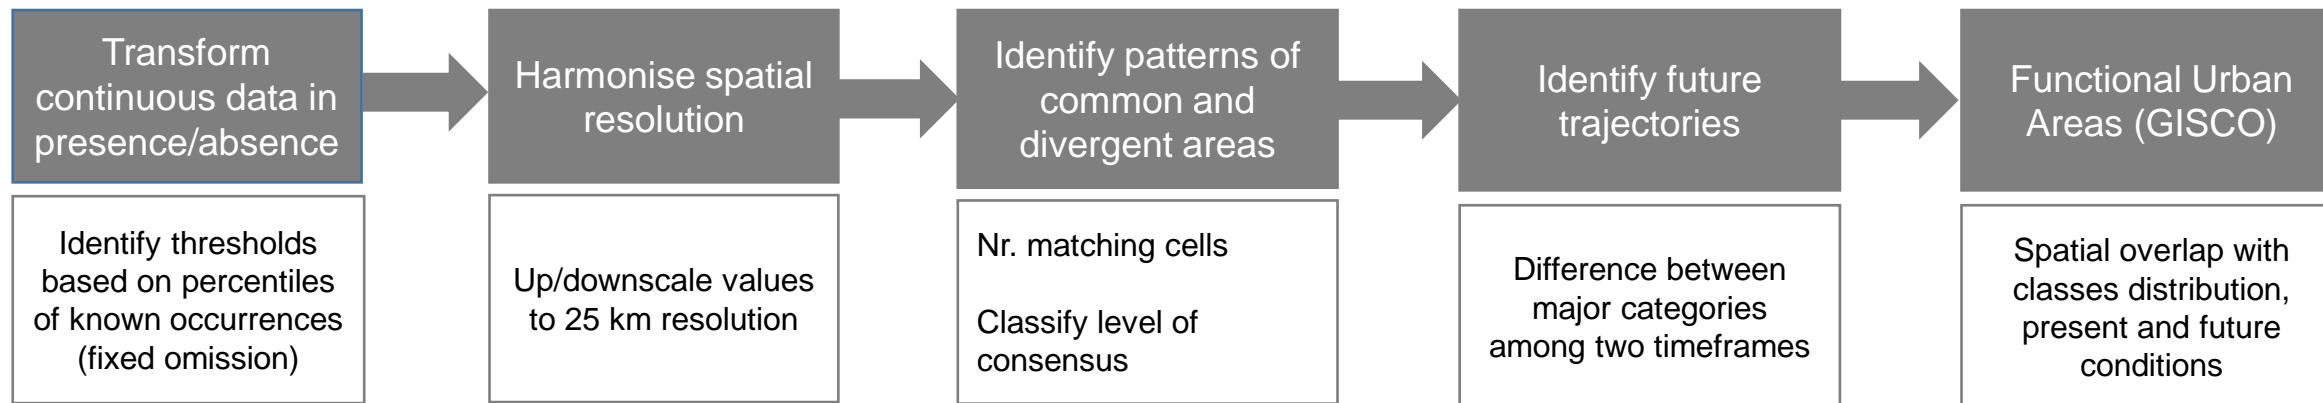 Transform
continuous data in
presence/absence
Identify thresholds
based on percentiles
of known occurrences
(fixed omission)
Harmonise spatial
resolution
Up/downscale values
to 25 km resolution
Identify patterns of
common and
divergent areas
Nr. matching cells
Classify level of
consensus
Identify future
trajectories
Difference between
major categories
among two timeframes
Functional Urban
Areas (GISCO)
Spatial overlap with
classes distribution,
present and future
conditions